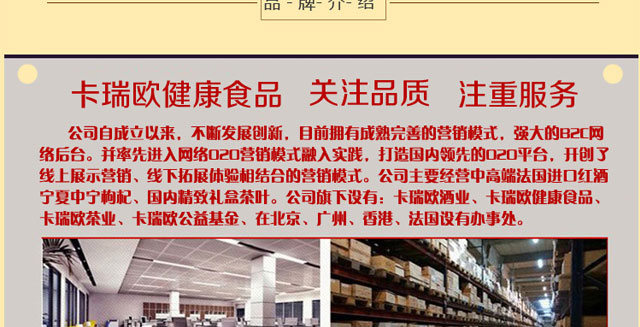 品-牌-介-绍
卡瑞欧健康食品 关注品质 注重服务
公司自成立以来，不断发展创新，目前拥有成熟完善的营销模式，强大的B2C网
络后台。并率先进入网络O2O营销模式融入实践，打造国内领先的O2O平台，开创了
线上展示营销、线下拓展体验相结合的营销模式。公司主要经营中高端法国进口红酒
宁夏中宁枸杞、国内精致礼盒茶叶。公司旗下设有：卡瑞欧酒业、卡瑞欧健康食品、
卡瑞欧茶业、卡瑞欧公益基金、在北京、广州、香港、法国设有办事处。